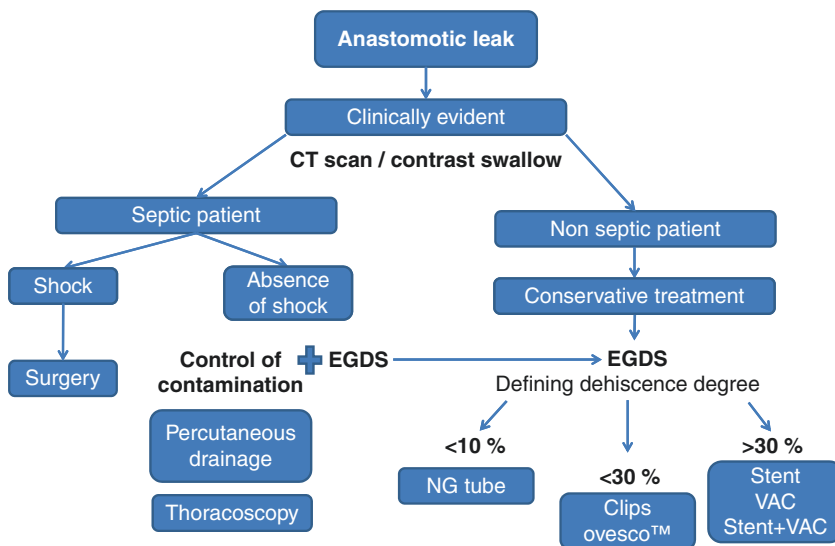 Anastomotic leak
Clinically evident
CT scan / contrast swallow
Septic patient
Non septic patient
Shock
Absence
of shock
Conservative treatment
Surgery
Control of
contamination
EGDS
EGDS
Defining dehiscence degree
Percutaneous
drainage
Thoracoscopy
<10 %
NG tube
<30 %
Clips
ovesco™
>30 %
Stent
VAC
Stent+VAC